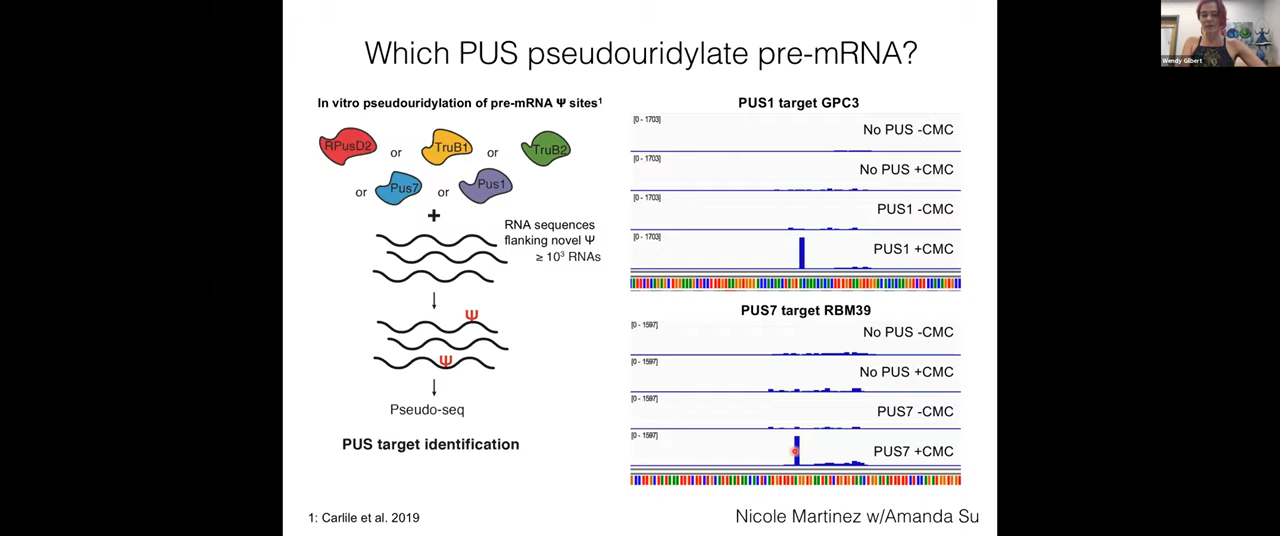 Which PUS pseudouridylate pre-mRNA?
In vitro pseudouridylation of pre-mRNA Ψ sites¹
RPusD2
or
TruB1
or
TruB2
or
Pus7
or
Pus1
+
RNA sequences
flanking novel Ψ
≥ 10³ RNAs
Ψ
Ψ
Pseudo-seq
PUS target identification
1: Carlile et al. 2019
PUS1 target GPC3
[0 - 1703]
No PUS -CMC
[0 - 1703]
No PUS +CMC
[0 - 1703]
PUS1 -CMC
[0 - 1703]
PUS1 +CMC
PUS7 target RBM39
[0 - 1597]
No PUS -CMC
[0 - 1597]
No PUS +CMC
[0 - 1597]
PUS7 -CMC
[0 - 1597]
PUS7 +CMC
Nicole Martinez w/Amanda Su
Wendy Gilbert